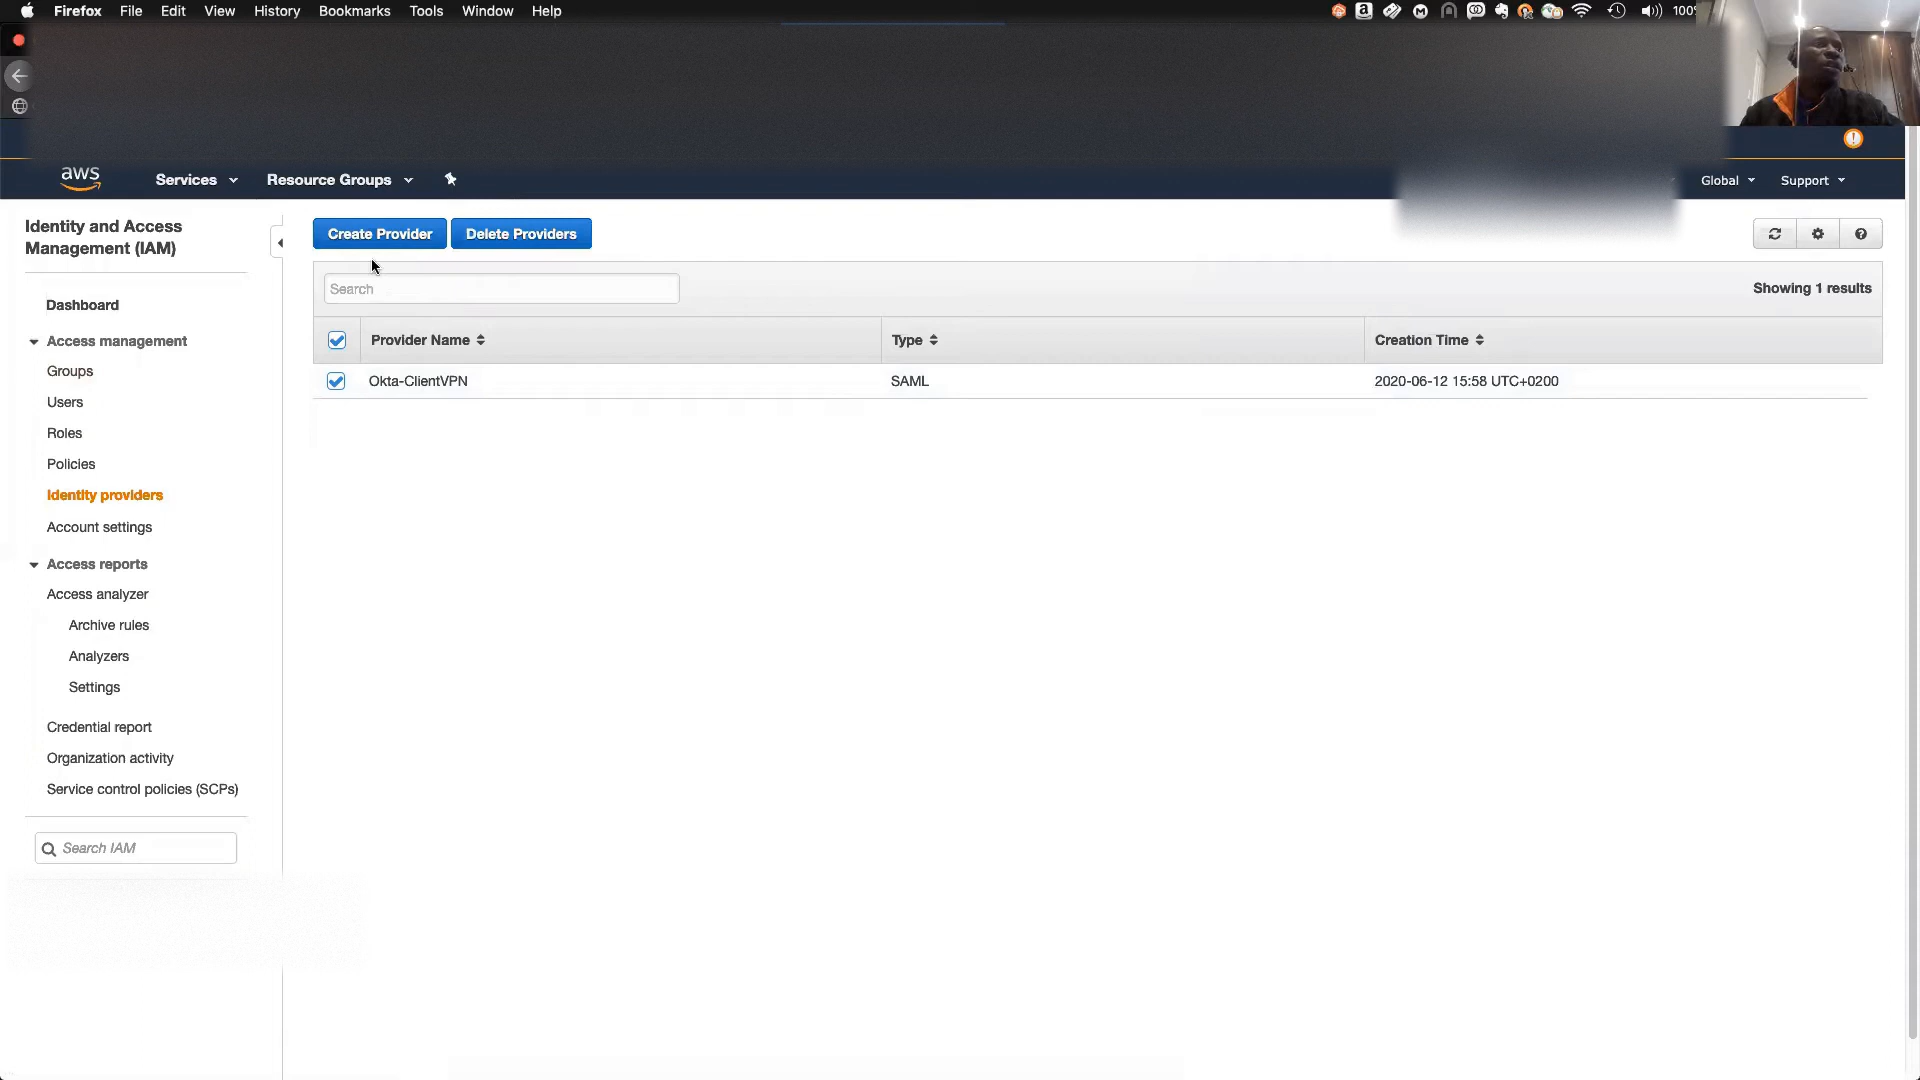 Firefox File Edit View History Bookmarks Tools Window Help
100%
aws Services Resource Groups Global Support
Identity and Access
Management (IAM)
Dashboard
Access management
Groups
Users
Roles
Policies
Identity providers
Account settings
Access reports
Access analyzer
Archive rules
Analyzers
Settings
Credential report
Organization activity
Service control policies (SCPs)
Search IAM
Create Provider Delete Providers
Search Showing 1 results
Provider Name Type Creation Time
Okta-ClientVPN SAML 2020-06-12 15:58 UTC+0200